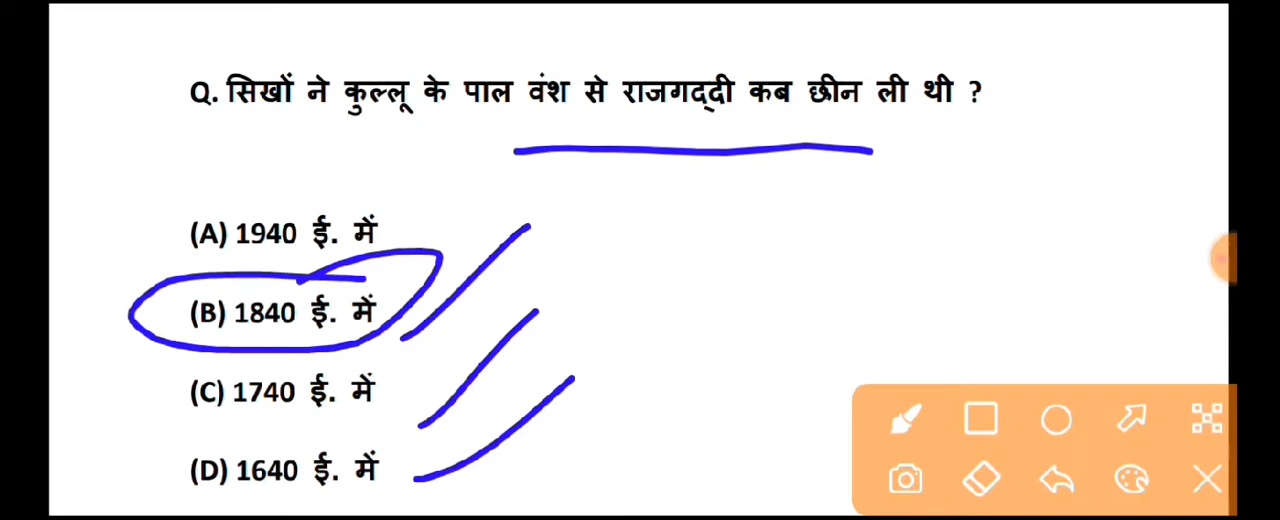 Q. सिखों ने कुल्लू के पाल वंश से राजगद्दी कब छीन ली थी ?
(A) 1940 ई. में
(B) 1840 ई. में
(C) 1740 ई. में
(D) 1640 ई. में